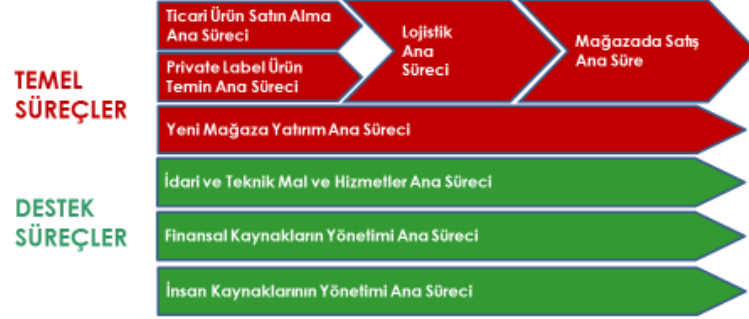 TEMEL
SÜREÇLER
Ticari Ürün Satın Alma
Ana Süreci
Private Label Ürün
Temin Ana Süreci
Lojistik
Ana
Süreci
Mağazada Satış
Ana Süre
Yeni Mağaza Yatırım Ana Süreci
DESTEK
SÜREÇLER
İdari ve Teknik Mal ve Hizmetler Ana Süreci
Finansal Kaynakların Yönetimi Ana Süreci
İnsan Kaynaklarının Yönetimi Ana Süreci